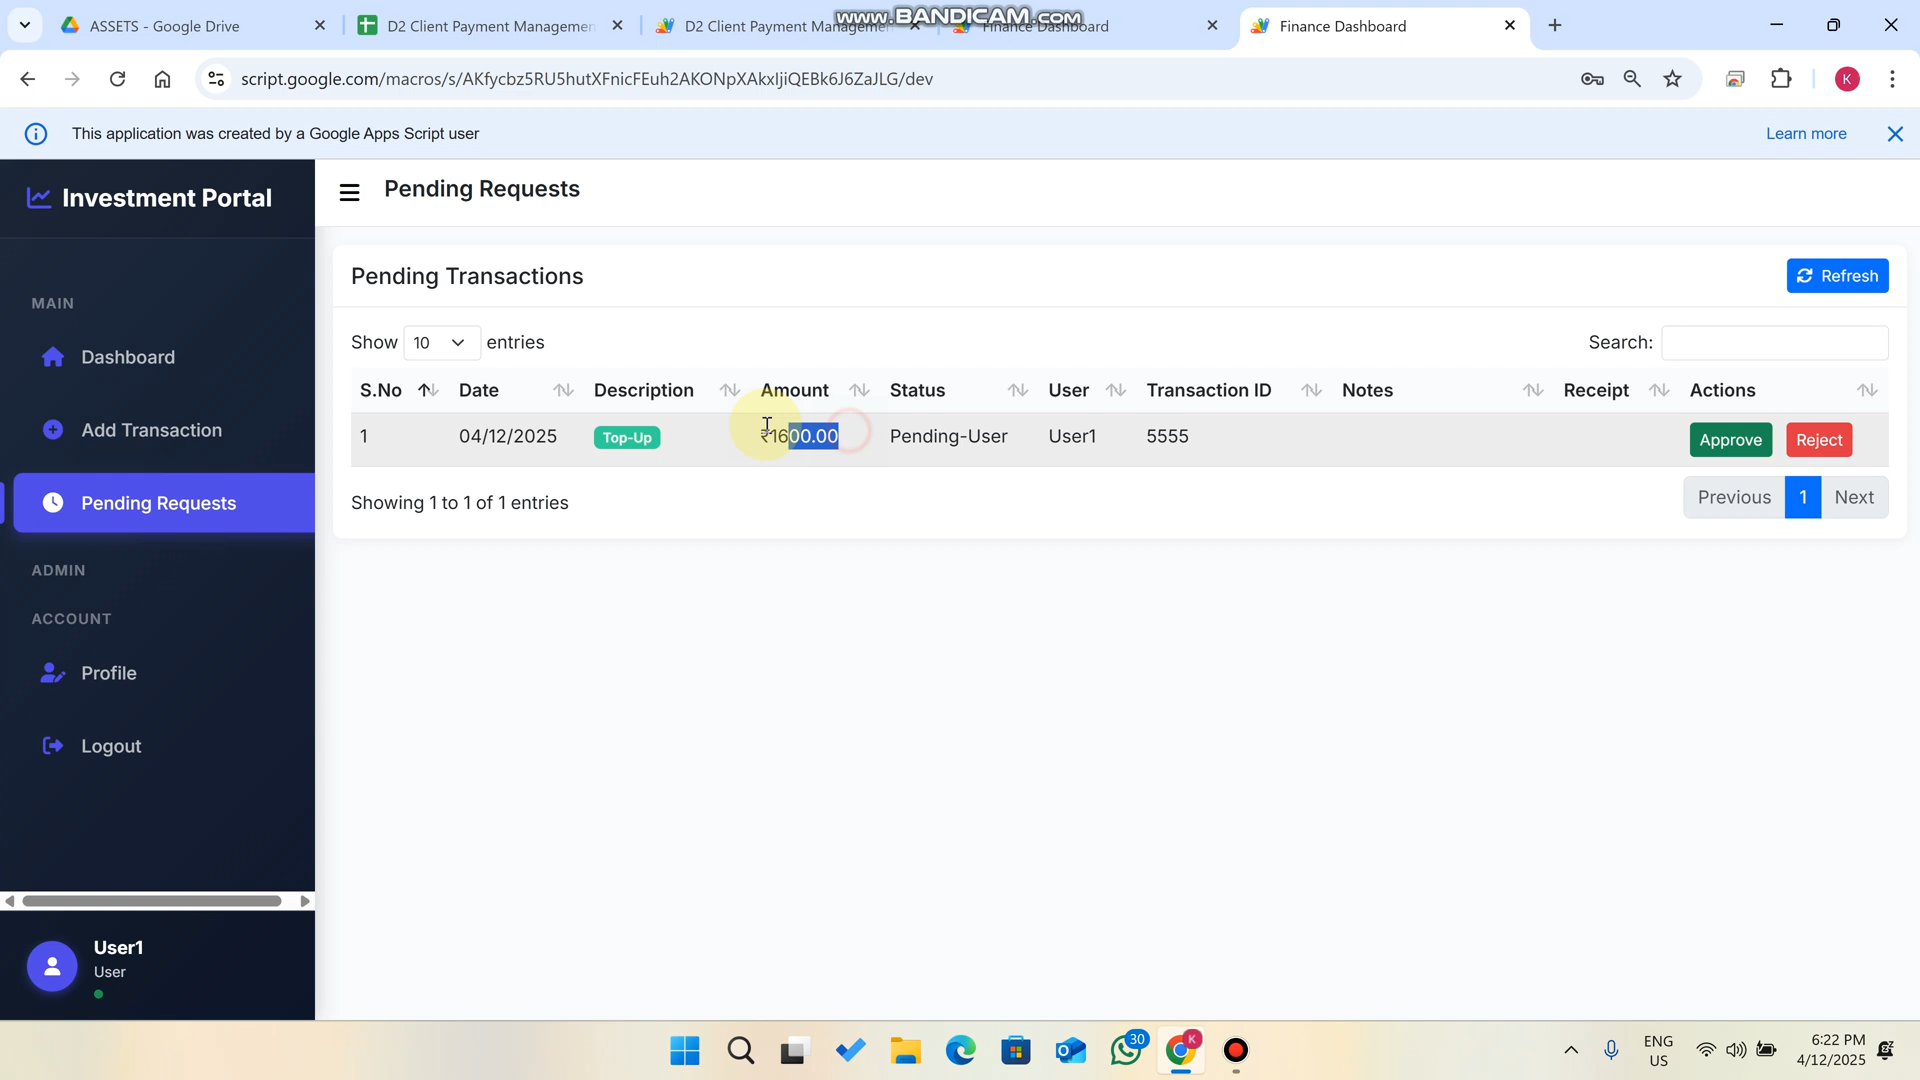 ASSETS - Google Drive
D2 Client Payment Managemen
D2 Client Payment Manageme
Finance Dashboard
Finance Dashboard
www.BANDICAM.com
script.google.com/macros/s/AKfycbz5RU5hutXFnicFEuh2AKONpXAkxIjiQEBk6J6ZaJLG/dev
K
This application was created by a Google Apps Script user
Learn more
Investment Portal
Pending Requests
MAIN
Dashboard
Add Transaction
Pending Requests
ADMIN
ACCOUNT
Profile
Logout
User1
User
Pending Transactions
Refresh
Show 10 entries
Search:
S.No Date Description Amount Status User Transaction ID Notes Receipt Actions
1 04/12/2025 Top-Up ₹1600.00 Pending-User User1 5555 Approve Reject
Showing 1 to 1 of 1 entries
Previous 1 Next
30
K
ENG
US
6:22 PM
4/12/2025